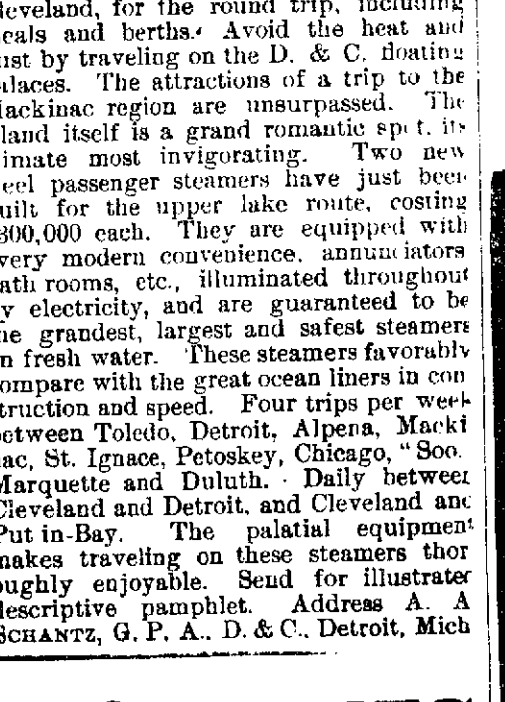 leveland, for the round trip, including
eals and berths. Avoid the heat and
ust by traveling on the D. & C. floating
alaces. The attractions of a trip to the
lackinac region are unsurpassed. The
land itself is a grand romantic spot, its
limate most invigorating. Two new
eel passenger steamers have just been
uilt for the upper lake route, costing
300,000 each. They are equipped with
very modern convenience, annunciators
ath rooms, etc., illuminated throughout
y electricity, and are guaranteed to be
he grandest, largest and safest steamers
n fresh water. These steamers favorably
ompare with the great ocean liners in con
truction and speed. Four trips per week
between Toledo, Detroit, Alpena, Macki
nac, St. Ignace, Petoskey, Chicago, "Soo.
Marquette and Duluth. Daily between
Cleveland and Detroit, and Cleveland and
Put in-Bay. The palatial equipment
makes traveling on these steamers thor
oughly enjoyable. Send for illustrated
descriptive pamphlet. Address A. A
SCHANTZ, G. P. A., D. & C., Detroit, Mich